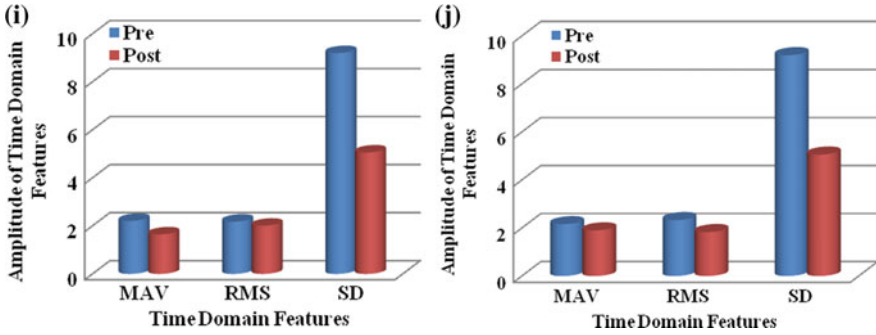 (i)
Pre
Post
10
8
6
4
2
0
Amplitude of Time Domain
Features
MAV RMS SD
Time Domain Features
(j)
Pre
Post
10
8
6
4
2
0
Amplitude of Time Domain
Features
MAV RMS SD
Time Domain Features